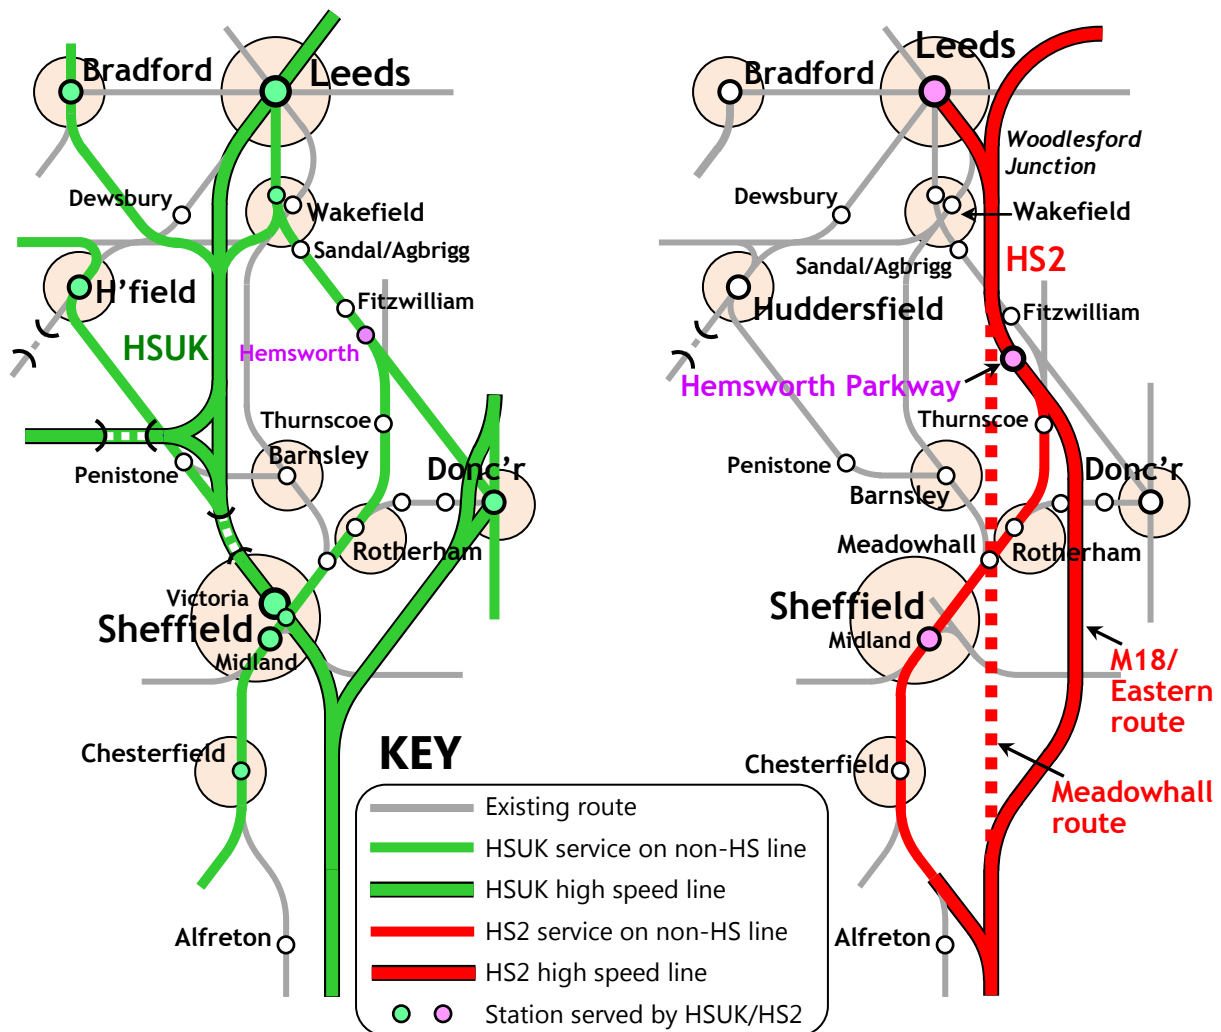 Bradford
Leeds
Dewsbury
Wakefield
Sandal/Agbrigg
H'field
Fitzwilliam
HSUK
Hemsworth
Thurnscoe
Barnsley
Penistone
Donc'r
Rotherham
Victoria
Sheffield
Midland
Chesterfield
Alfreton
Leeds
Bradford
Woodlesford
Junction
Dewsbury
Wakefield
Sandal/Agbrigg
HS2
Huddersfield
Fitzwilliam
Hemsworth Parkway
Thurnscoe
Penistone
Barnsley
Donc'r
Meadowhall
Rotherham
Sheffield
Midland
M18/
Eastern
route
Chesterfield
Meadowhall
route
Alfreton
KEY
Existing route
HSUK service on non-HS line
HSUK high speed line
HS2 service on non-HS line
HS2 high speed line
Station served by HSUK/HS2